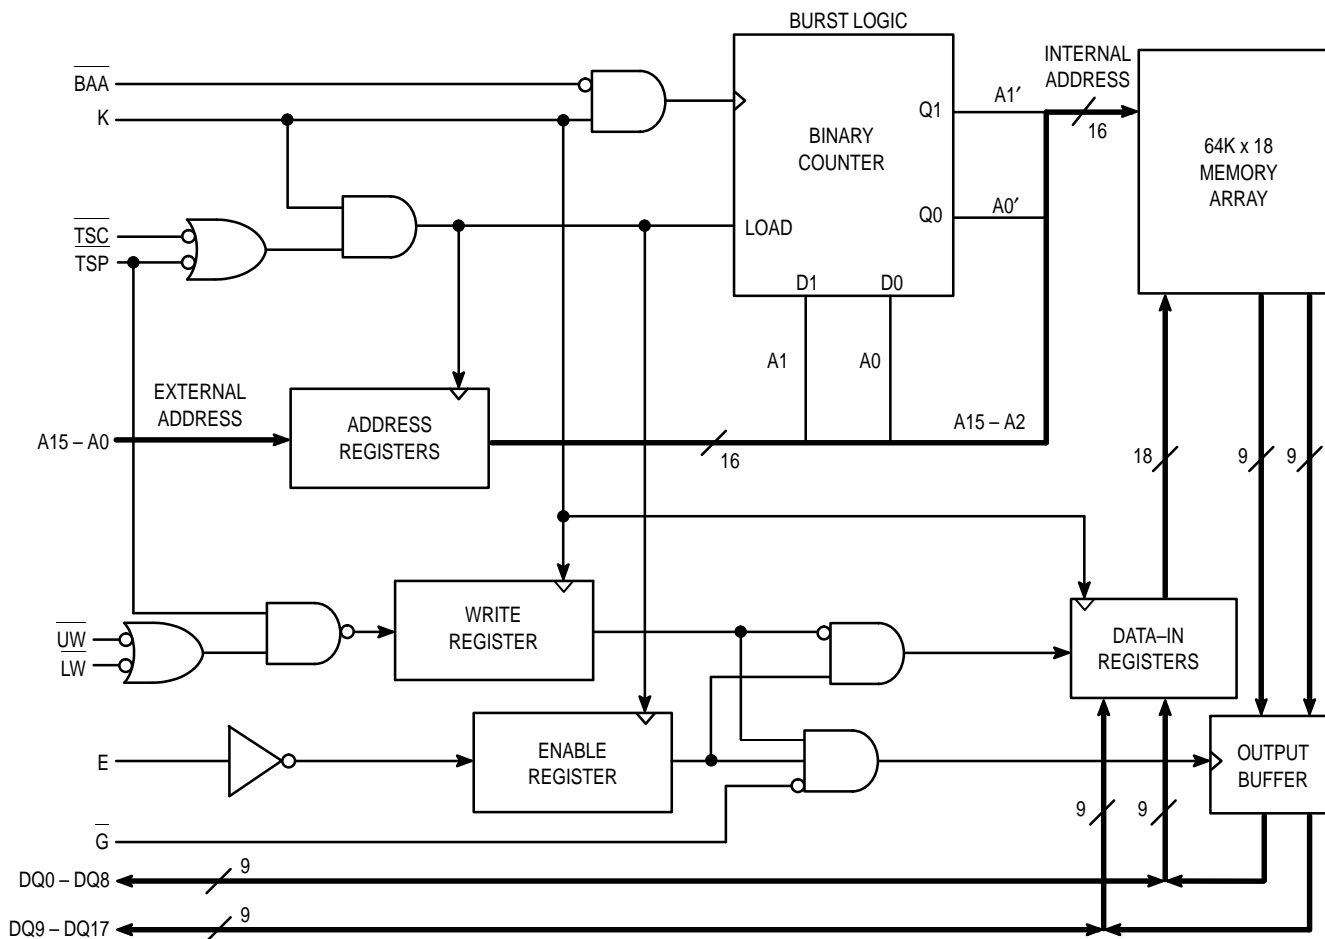 BURST LOGIC
BAA
K
TSC
TSP
BINARY
COUNTER
Q1
Q0
LOAD
D1
D0
A1′
A0′
INTERNAL
ADDRESS
16
64K x 18
MEMORY
ARRAY
A1
A0
EXTERNAL
ADDRESS
A15 – A0
ADDRESS
REGISTERS
16
A15 – A2
18
9
9
UW
LW
WRITE
REGISTER
DATA–IN
REGISTERS
E
ENABLE
REGISTER
OUTPUT
BUFFER
G
9
9
DQ0 – DQ8
9
DQ9 – DQ17
9